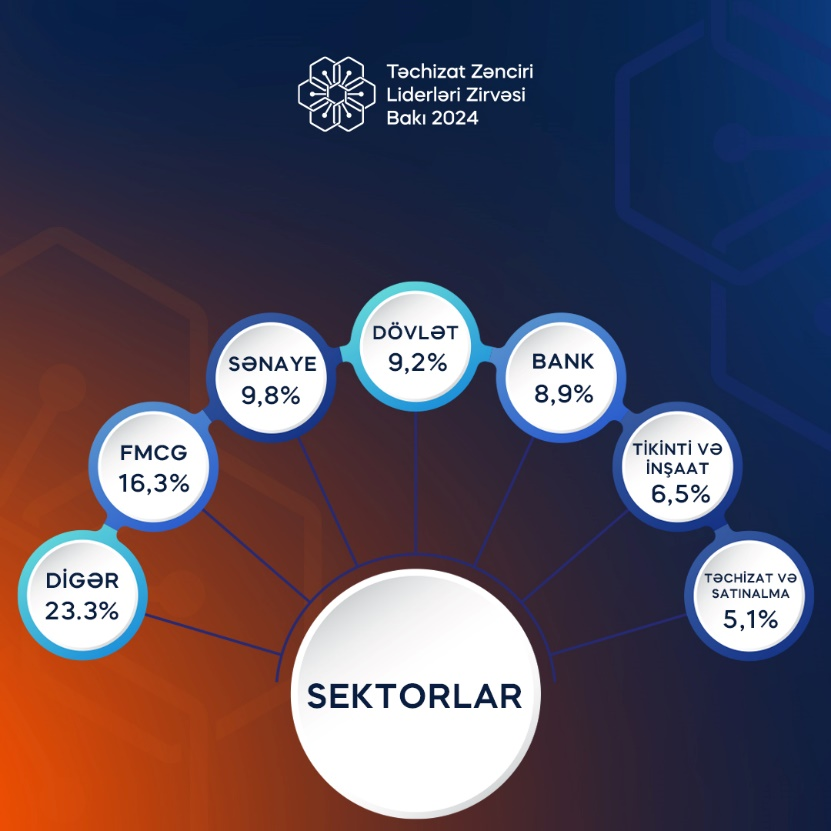 Təchizat Zənciri
Liderləri Zirvəsi
Bakı 2024
DİGƏR
23.3%
FMCG
16,3%
SƏNAYE
9,8%
DÖVLƏT
9,2%
BANK
8,9%
TİKİNTİ VƏ
İNŞAAT
6,5%
TƏCHİZAT VƏ
SATINALMA
5,1%
SEKTORLAR